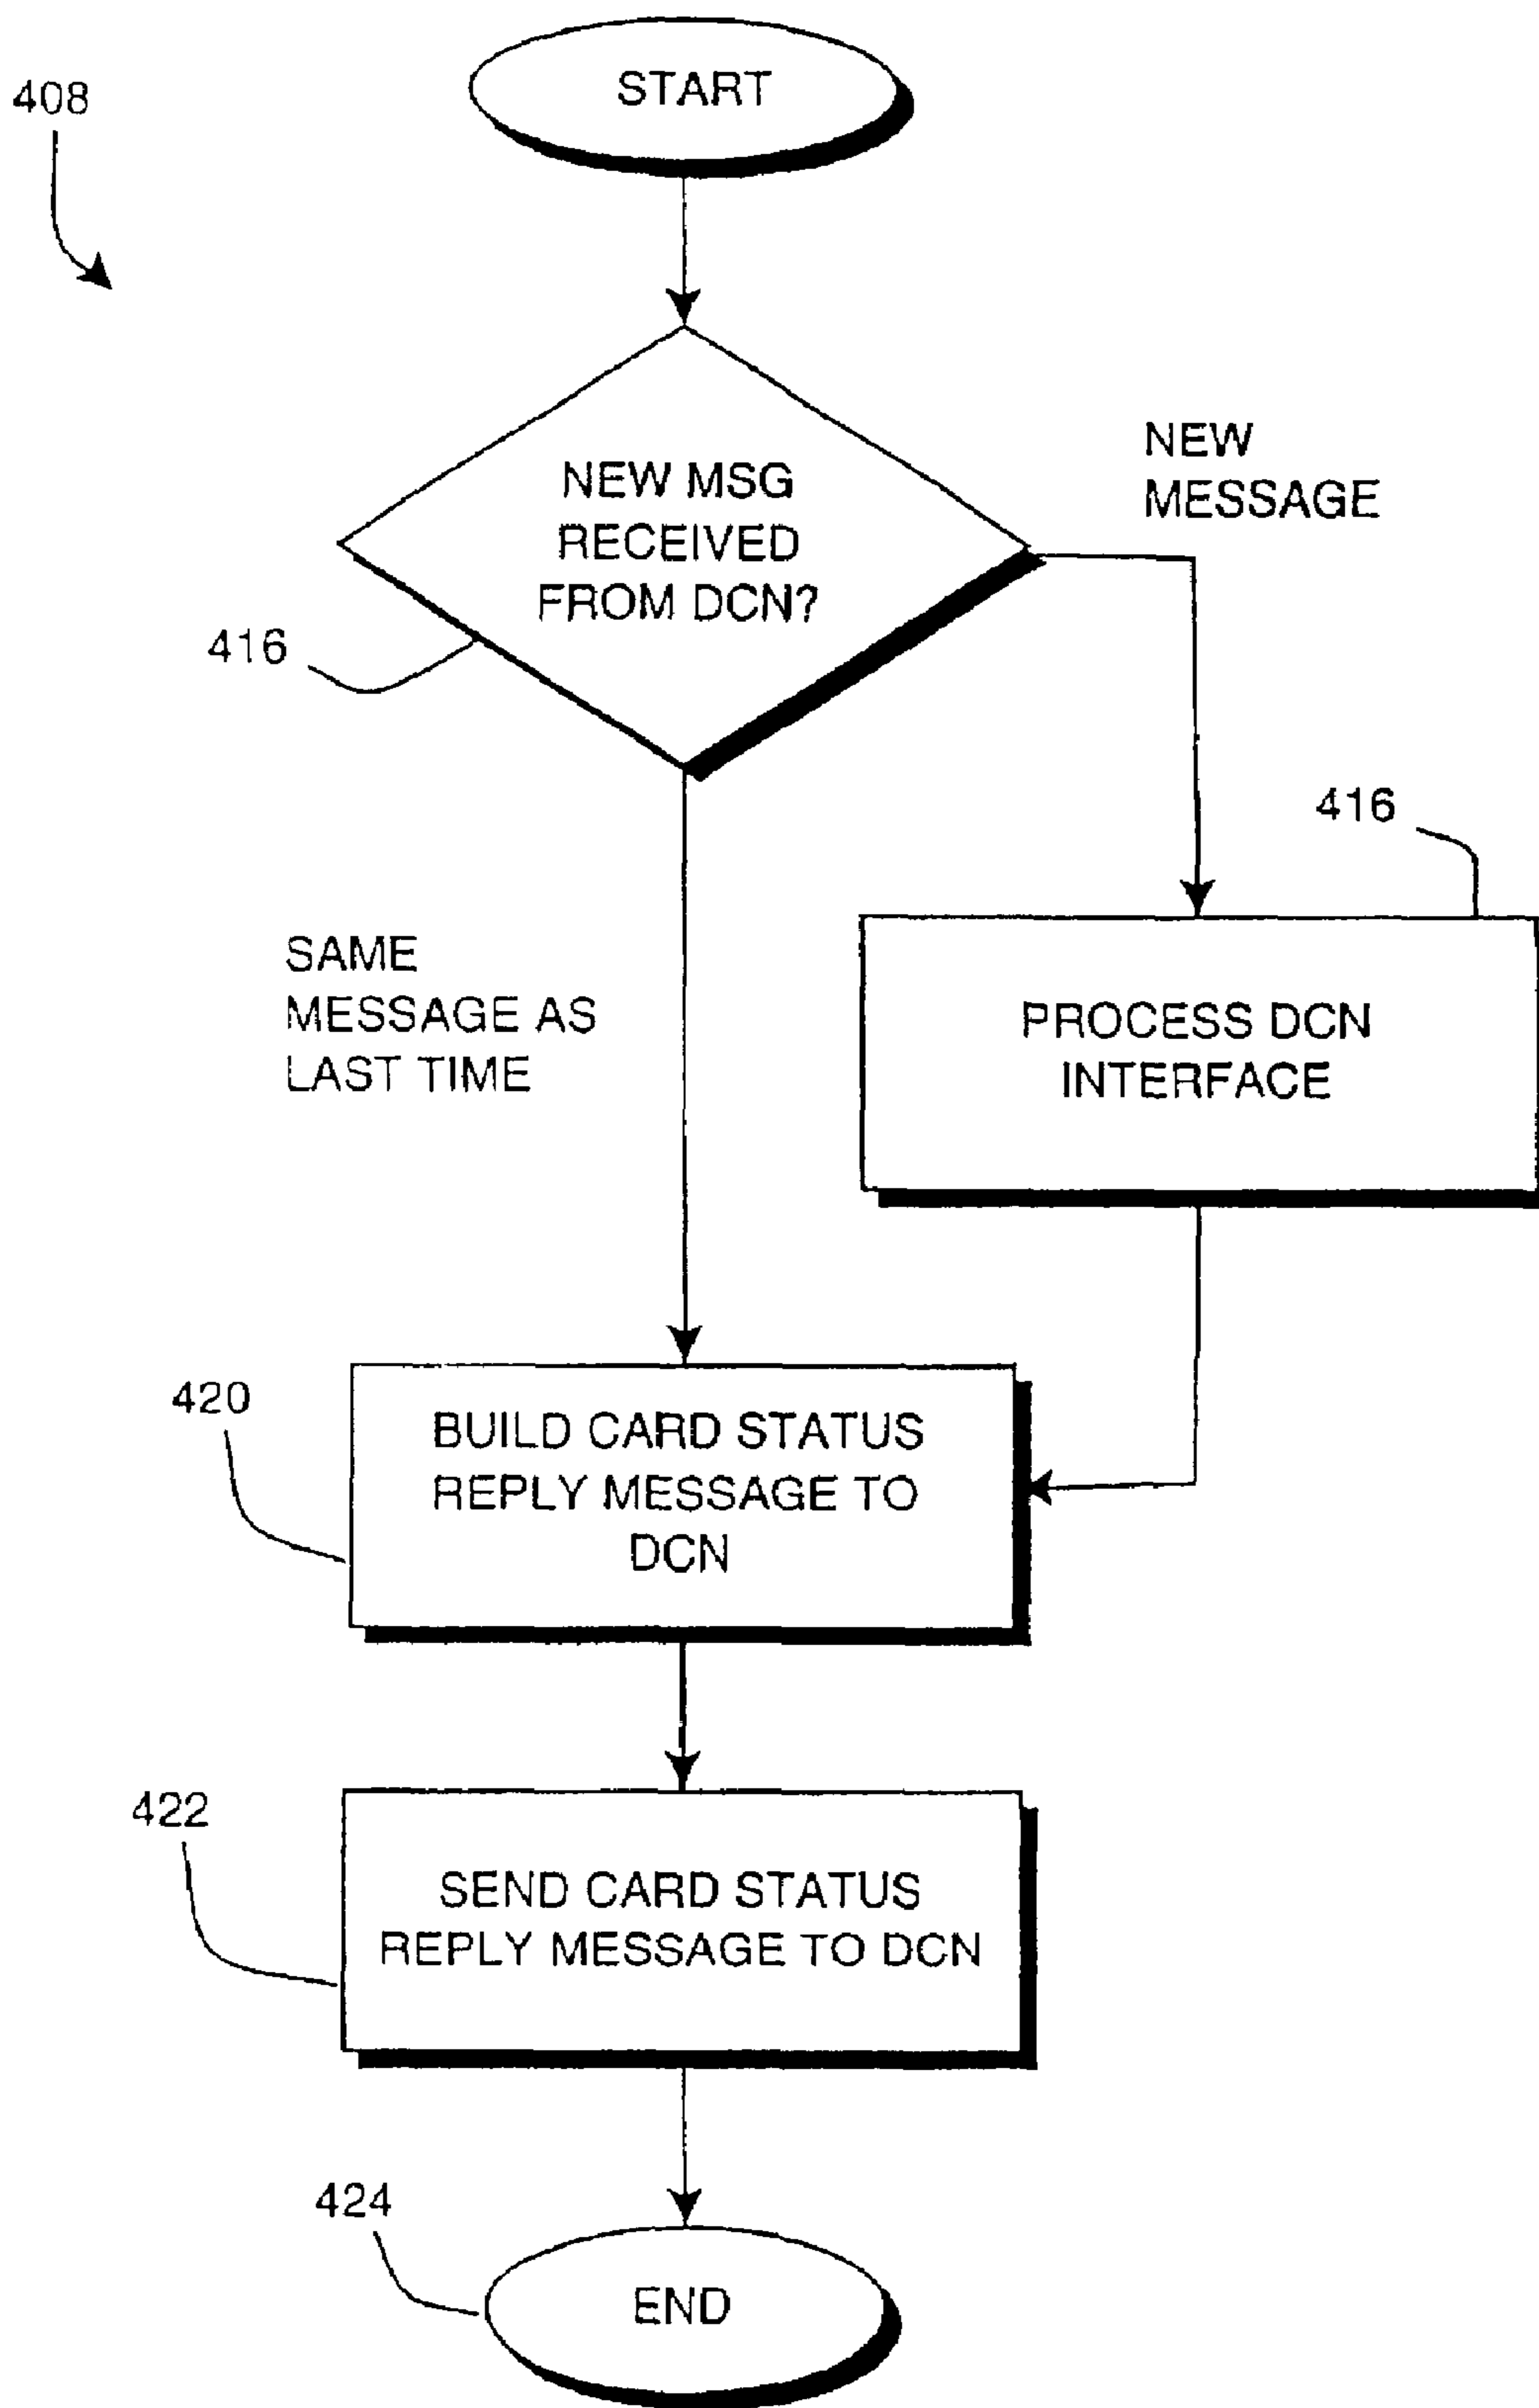 408
START
NEW MSG
RECEIVED
FROM DCN?
416
NEW
MESSAGE
416
SAME
MESSAGE AS
LAST TIME
PROCESS DCN
INTERFACE
420
BUILD CARD STATUS
REPLY MESSAGE TO
DCN
422
SEND CARD STATUS
REPLY MESSAGE TO DCN
424
END